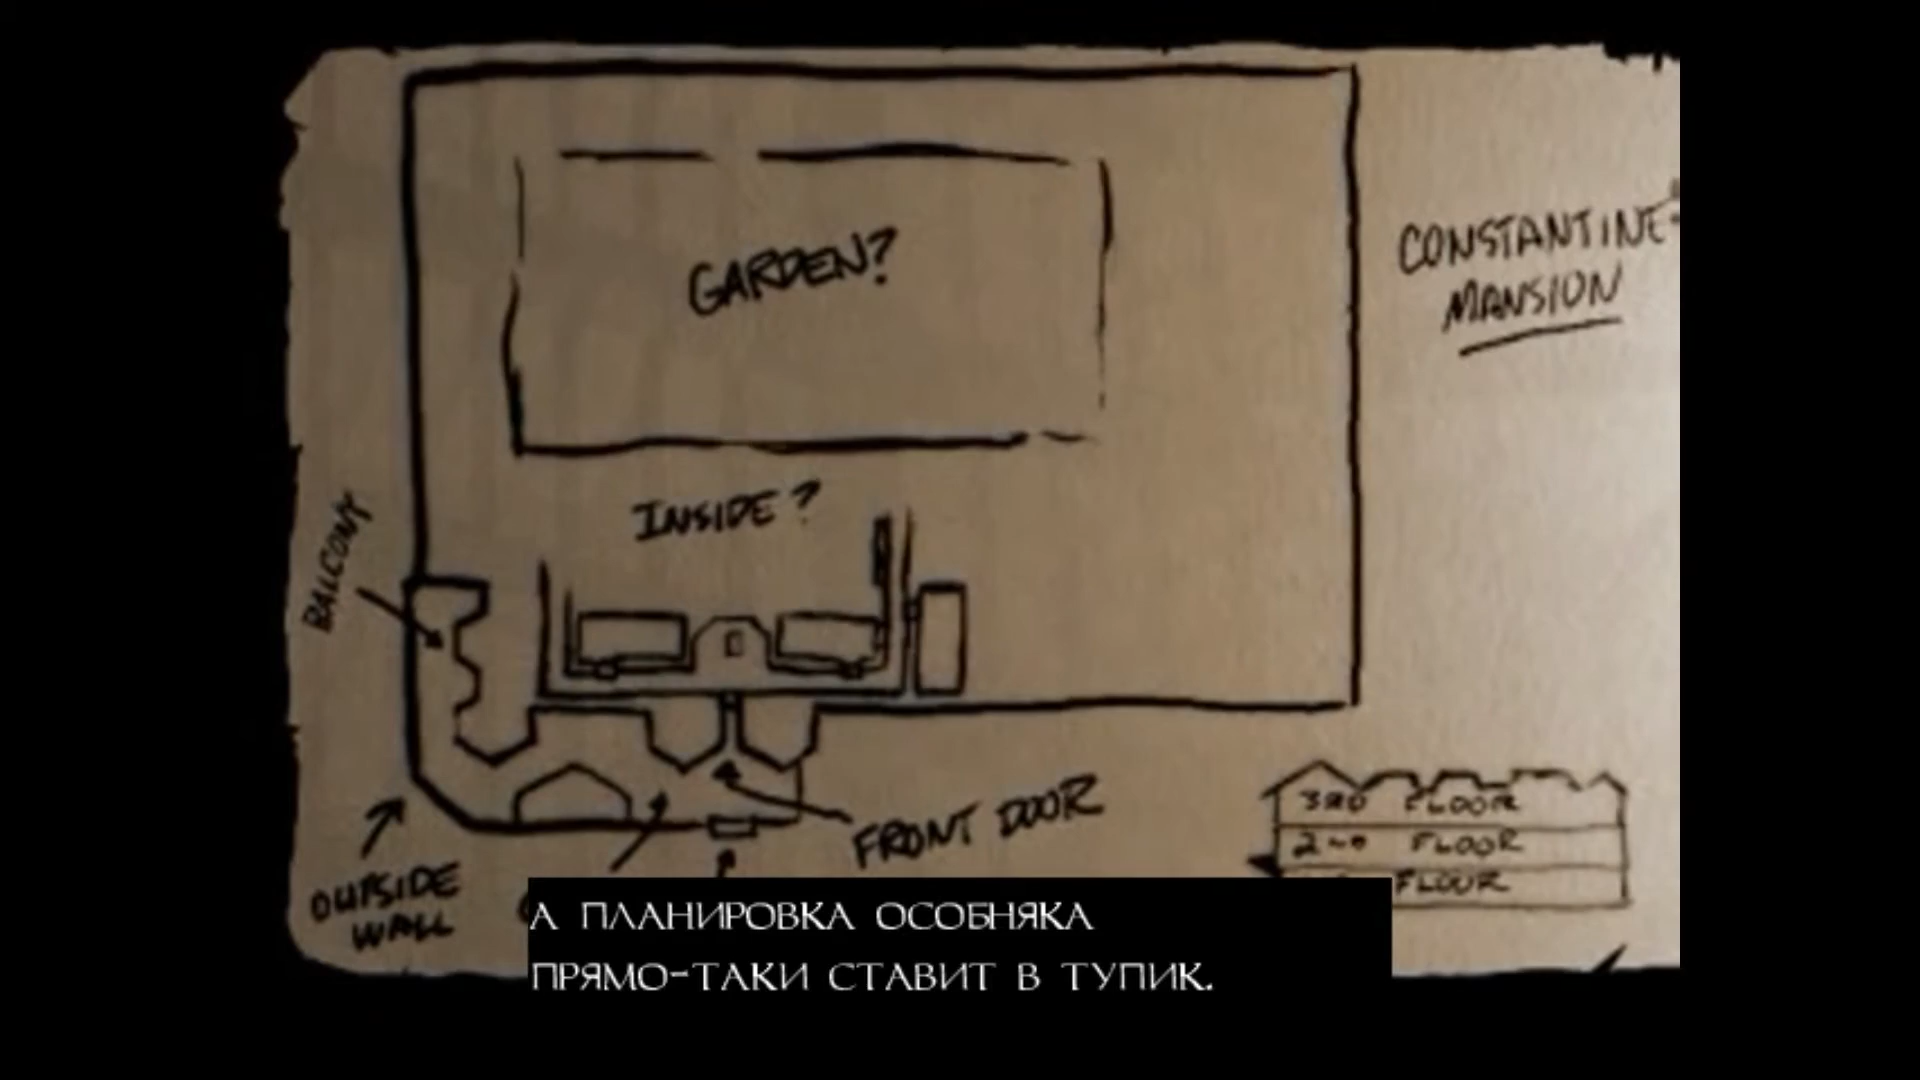 GARDEN?
CONSTANTINE
MANSION
INSIDE?
BALCONY
FRONT DOOR
OUTSIDE
WALL
3RD FLOOR
2ND FLOOR
FLOOR
А ПЛАНИРОВКА ОСОБНЯКА
ПРЯМО-ТАКИ СТАВИТ В ТУПИК.